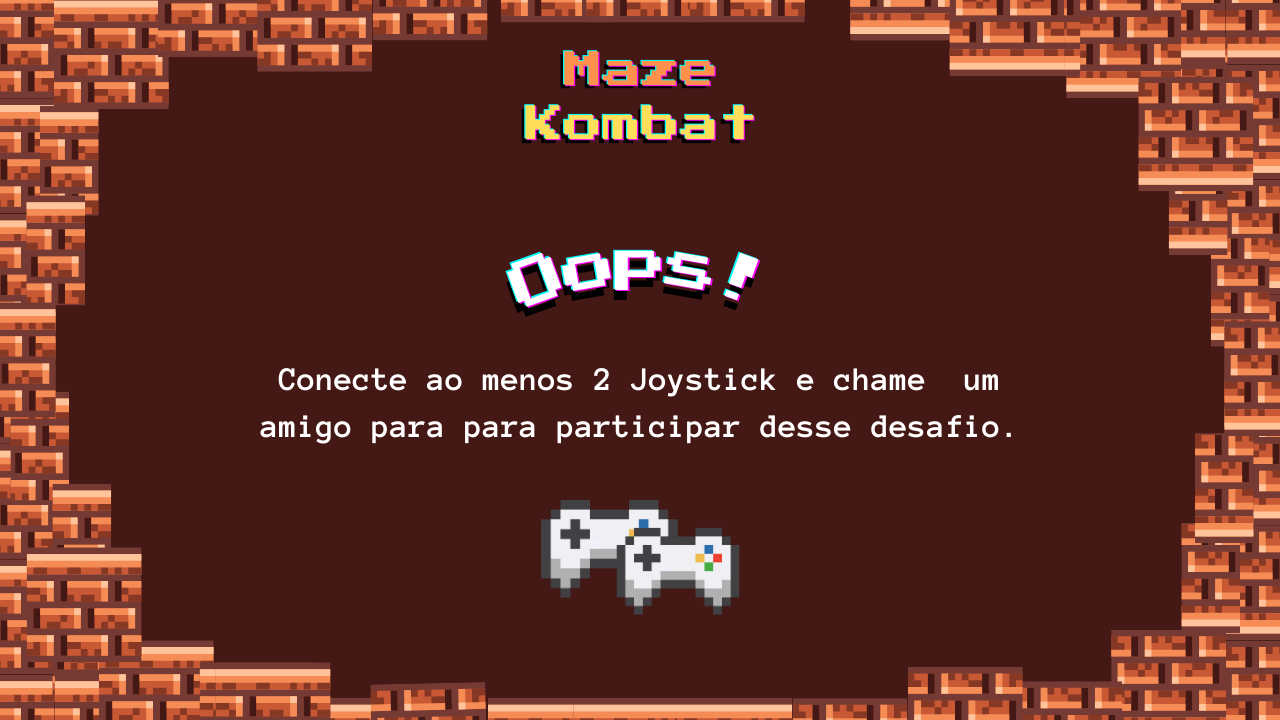 Maze
Kombat
Oops!
Conecte ao menos 2 Joystick e chame  um
amigo para para participar desse desafio.